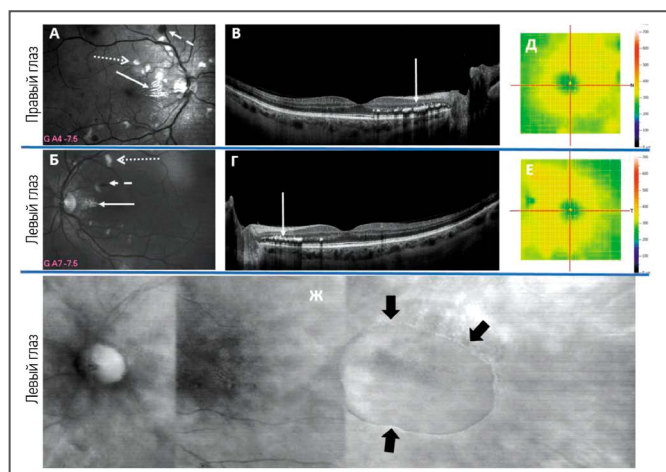 Правый глаз
А
G A4 -7.5
В
Д
N
Левый глаз
Б
G A7 -7.5
Г
Е
T
Левый глаз
Ж